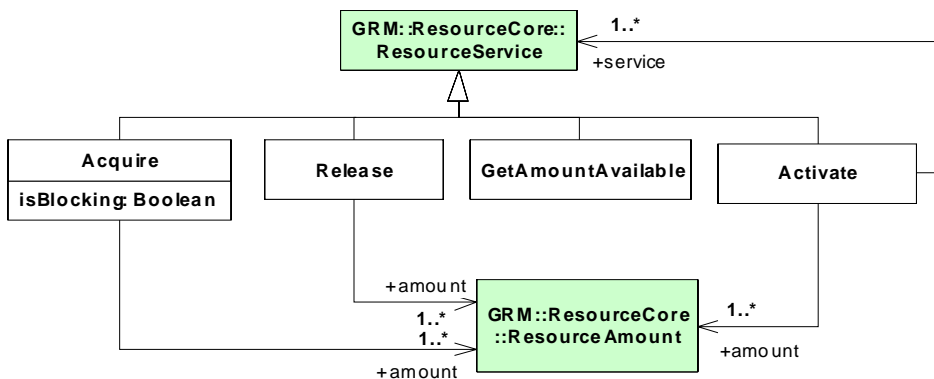 GRM::ResourceCore::
ResourceService
1..*
+service
Acquire
isBlocking: Boolean
Release
GetAmountAvailable
Activate
+amount
1..*
1..*
+amount
GRM::ResourceCore
::ResourceAmount
1..*
+amount